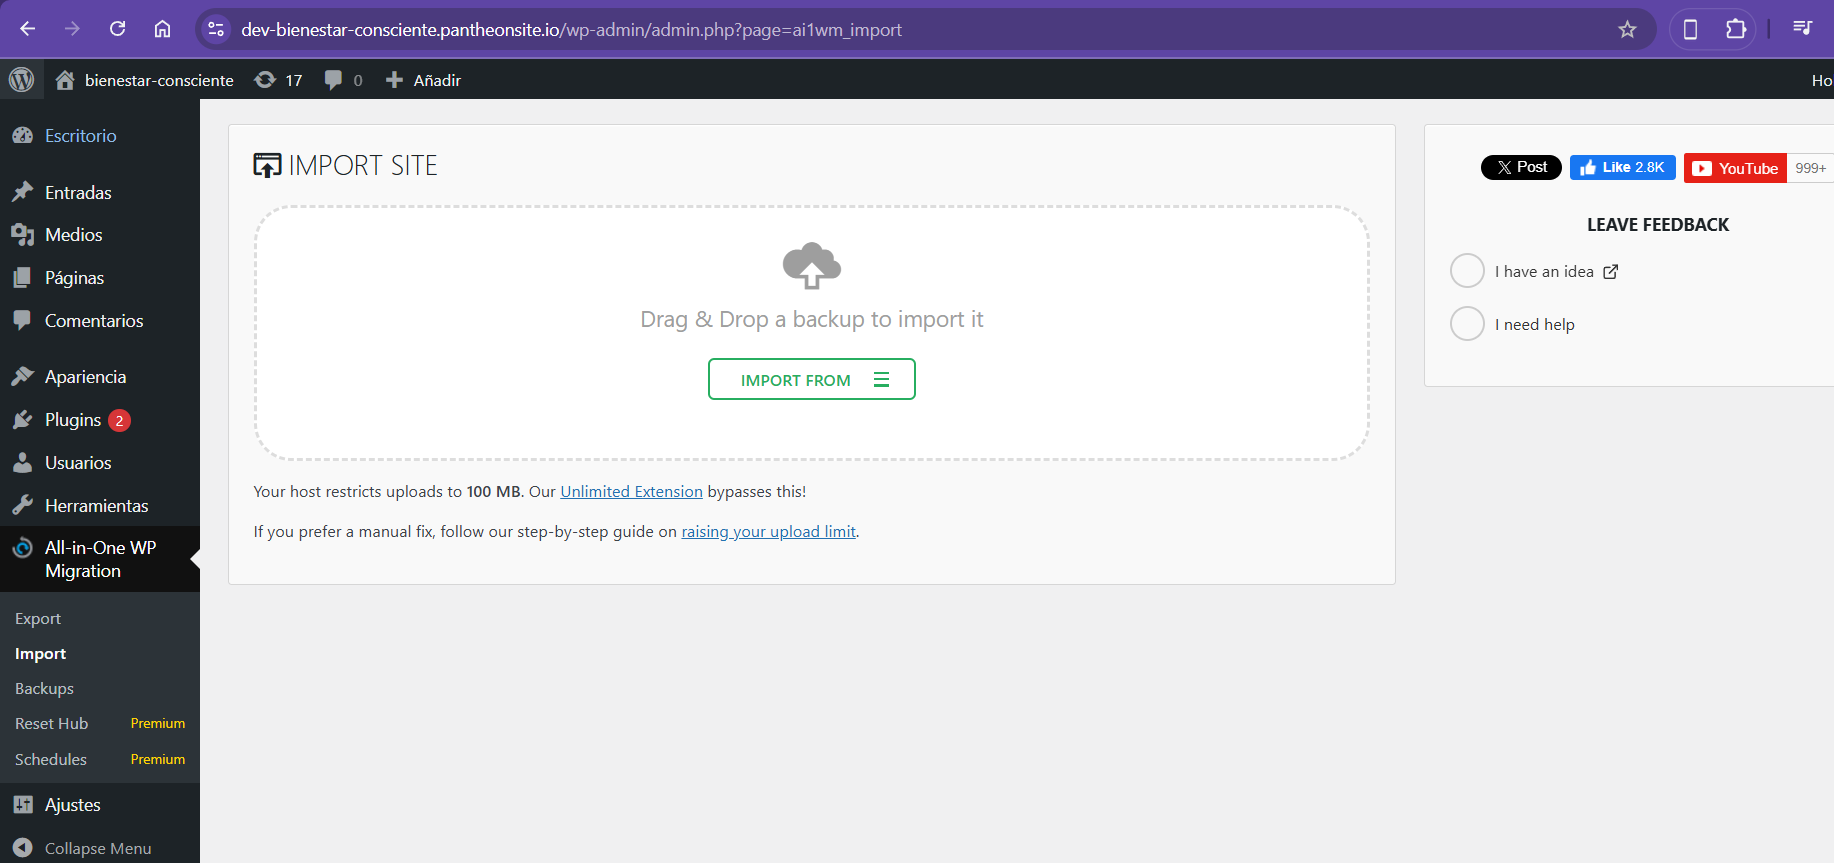 dev-bienestar-consciente.pantheonsite.io/wp-admin/admin.php?page=ai1wm_import
bienestar-consciente 17 0 Añadir Ho
Escritorio
Entradas
Medios
Páginas
Comentarios
Apariencia
Plugins 2
Usuarios
Herramientas
All-in-One WP
Migration
Export
Import
Backups
Reset Hub Premium
Schedules Premium
Ajustes
Collapse Menu
IMPORT SITE
Drag & Drop a backup to import it
IMPORT FROM
Your host restricts uploads to 100 MB. Our Unlimited Extension bypasses this!
If you prefer a manual fix, follow our step-by-step guide on raising your upload limit.
X Post Like 2.8K YouTube 999+
LEAVE FEEDBACK
I have an idea
I need help